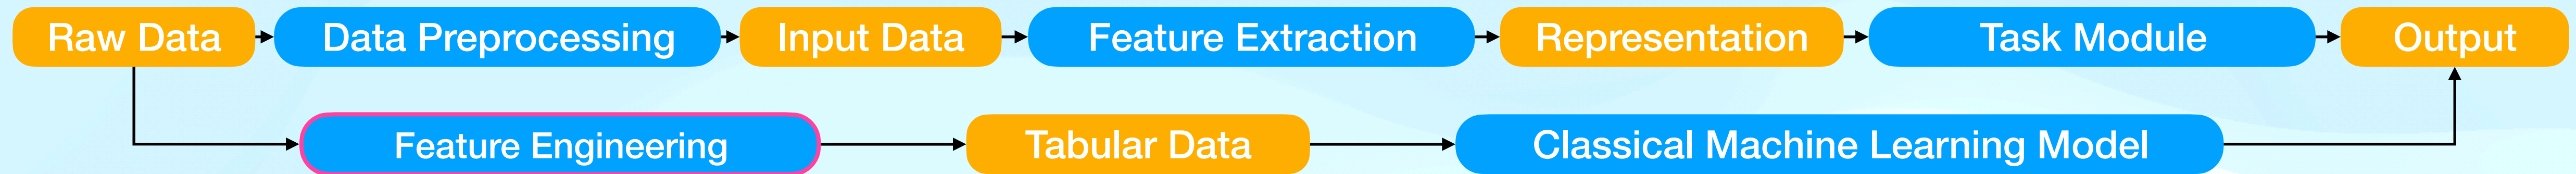 Raw Data
Data Preprocessing
Input Data
Feature Extraction
Representation
Task Module
Output
Feature Engineering
Tabular Data
Classical Machine Learning Model